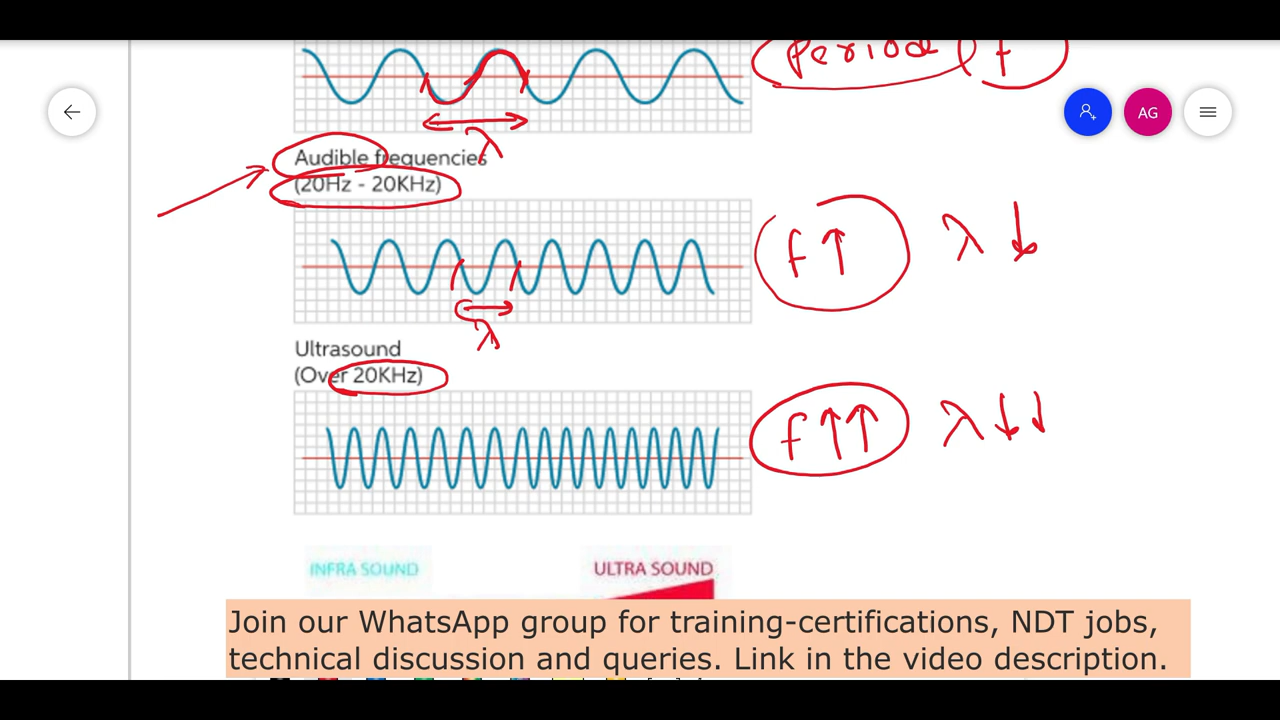 Period f
AG
λ
Audible frequencies
(20Hz - 20KHz)
f↑ λ↓
λ
Ultrasound
(Over 20KHz)
f↑↑ λ↓↓
INFRA SOUND ULTRA SOUND
Join our WhatsApp group for training-certifications, NDT jobs,
technical discussion and queries. Link in the video description.